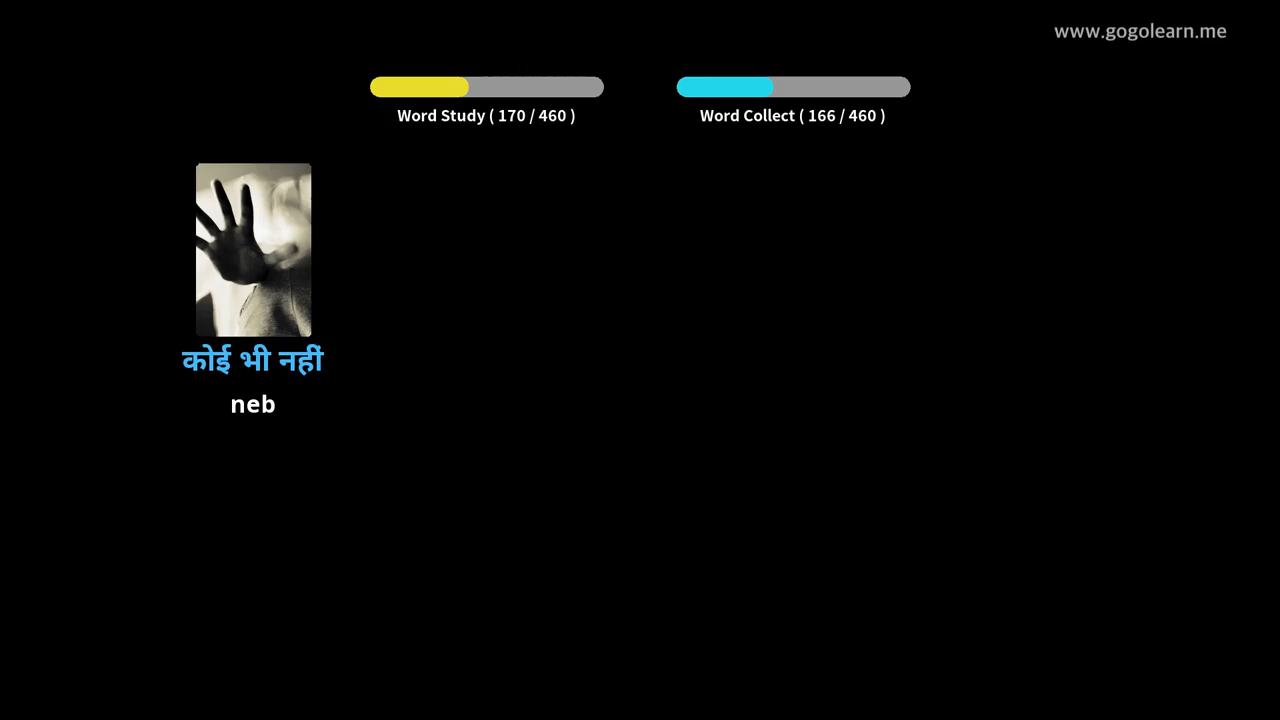 www.gogolearn.me
Word Study ( 170 / 460 )
Word Collect ( 166 / 460 )
कोई भी नहीं
neb